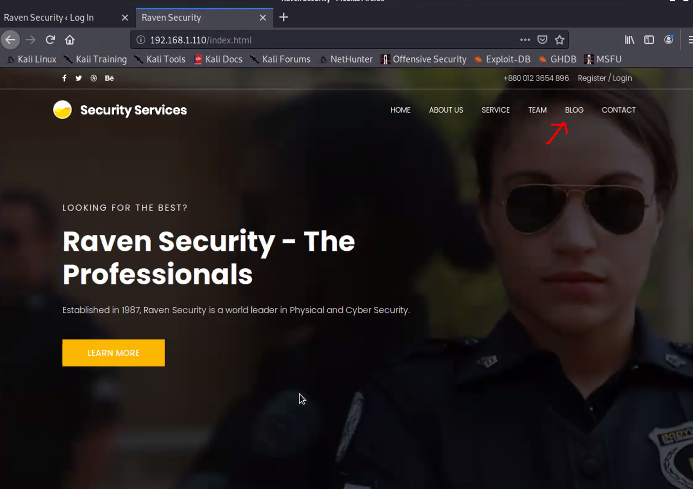 Raven Security ‹ Log In
Raven Security
192.168.1.110/index.html
Kali Linux Kali Training Kali Tools Kali Docs Kali Forums NetHunter Offensive Security Exploit-DB GHDB MSFU
+880 012 3654 896 Register / Login
Security Services
HOME ABOUT US SERVICE TEAM BLOG CONTACT
LOOKING FOR THE BEST?
Raven Security - The
Professionals
Established in 1987, Raven Security is a world leader in Physical and Cyber Security.
LEARN MORE